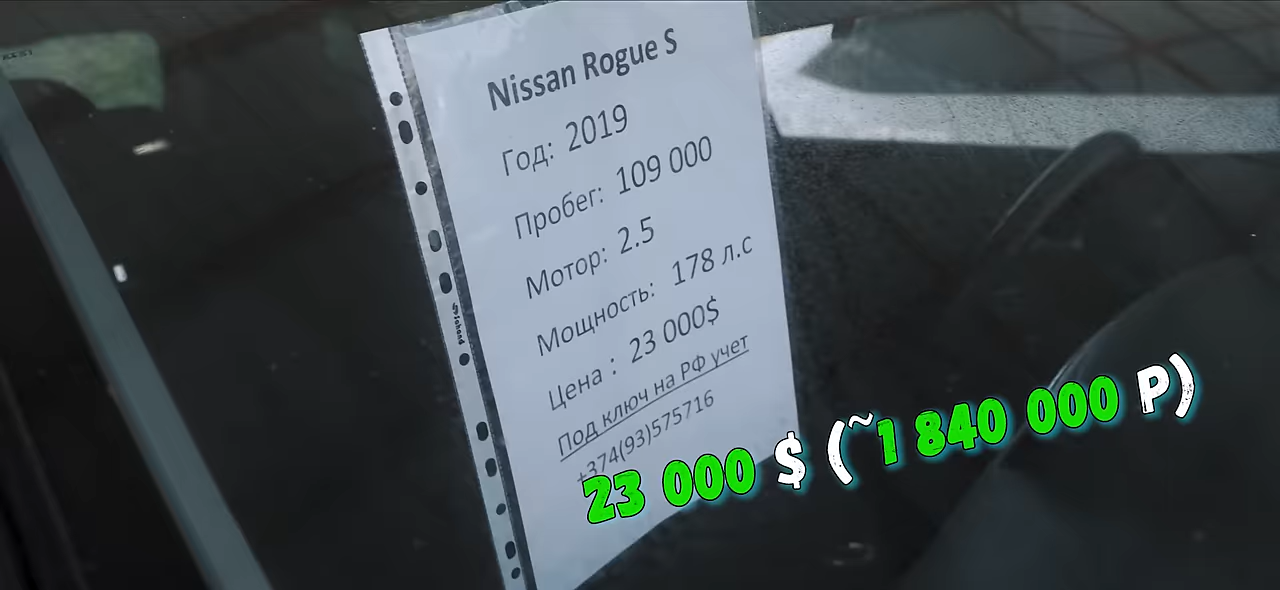 Nissan Rogue S
Год: 2019
Пробег: 109 000
Мотор: 2.5
Мощность: 178 л.с
Цена : 23 000$
Под ключ на РФ учет
+374(93)575716
23 000 $ (~1 840 000 Р)